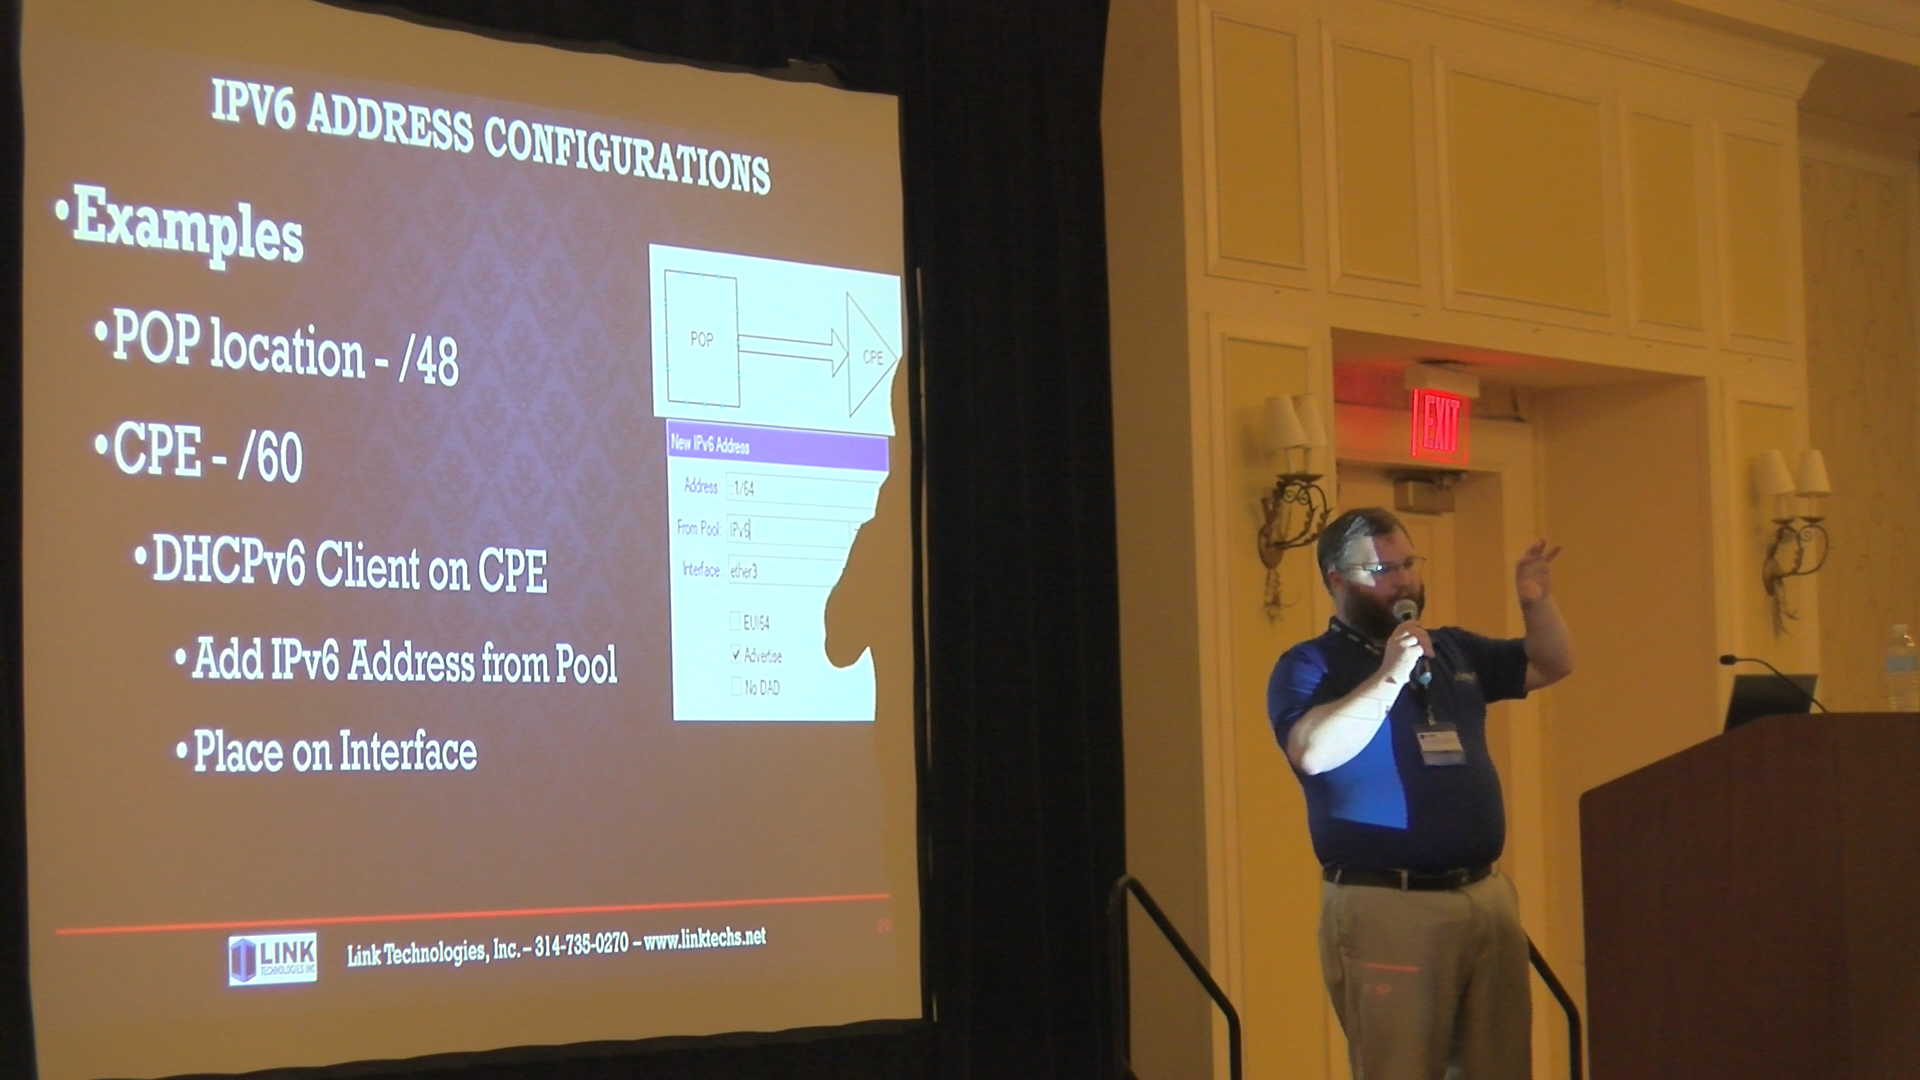 IPV6 ADDRESS CONFIGURATIONS
•Examples
•POP location - /48
•CPE - /60
•DHCPv6 Client on CPE
•Add IPv6 Address from Pool
•Place on Interface
POP
CPE
New IPv6 Address
Address: ::1/64
From Pool: IPv6
Interface: ether3
EUI64
Advertise
No DAD
LINK
TECHNOLOGIES INC
Link Technologies, Inc. – 314-735-0270 – www.linktechs.net
EXIT